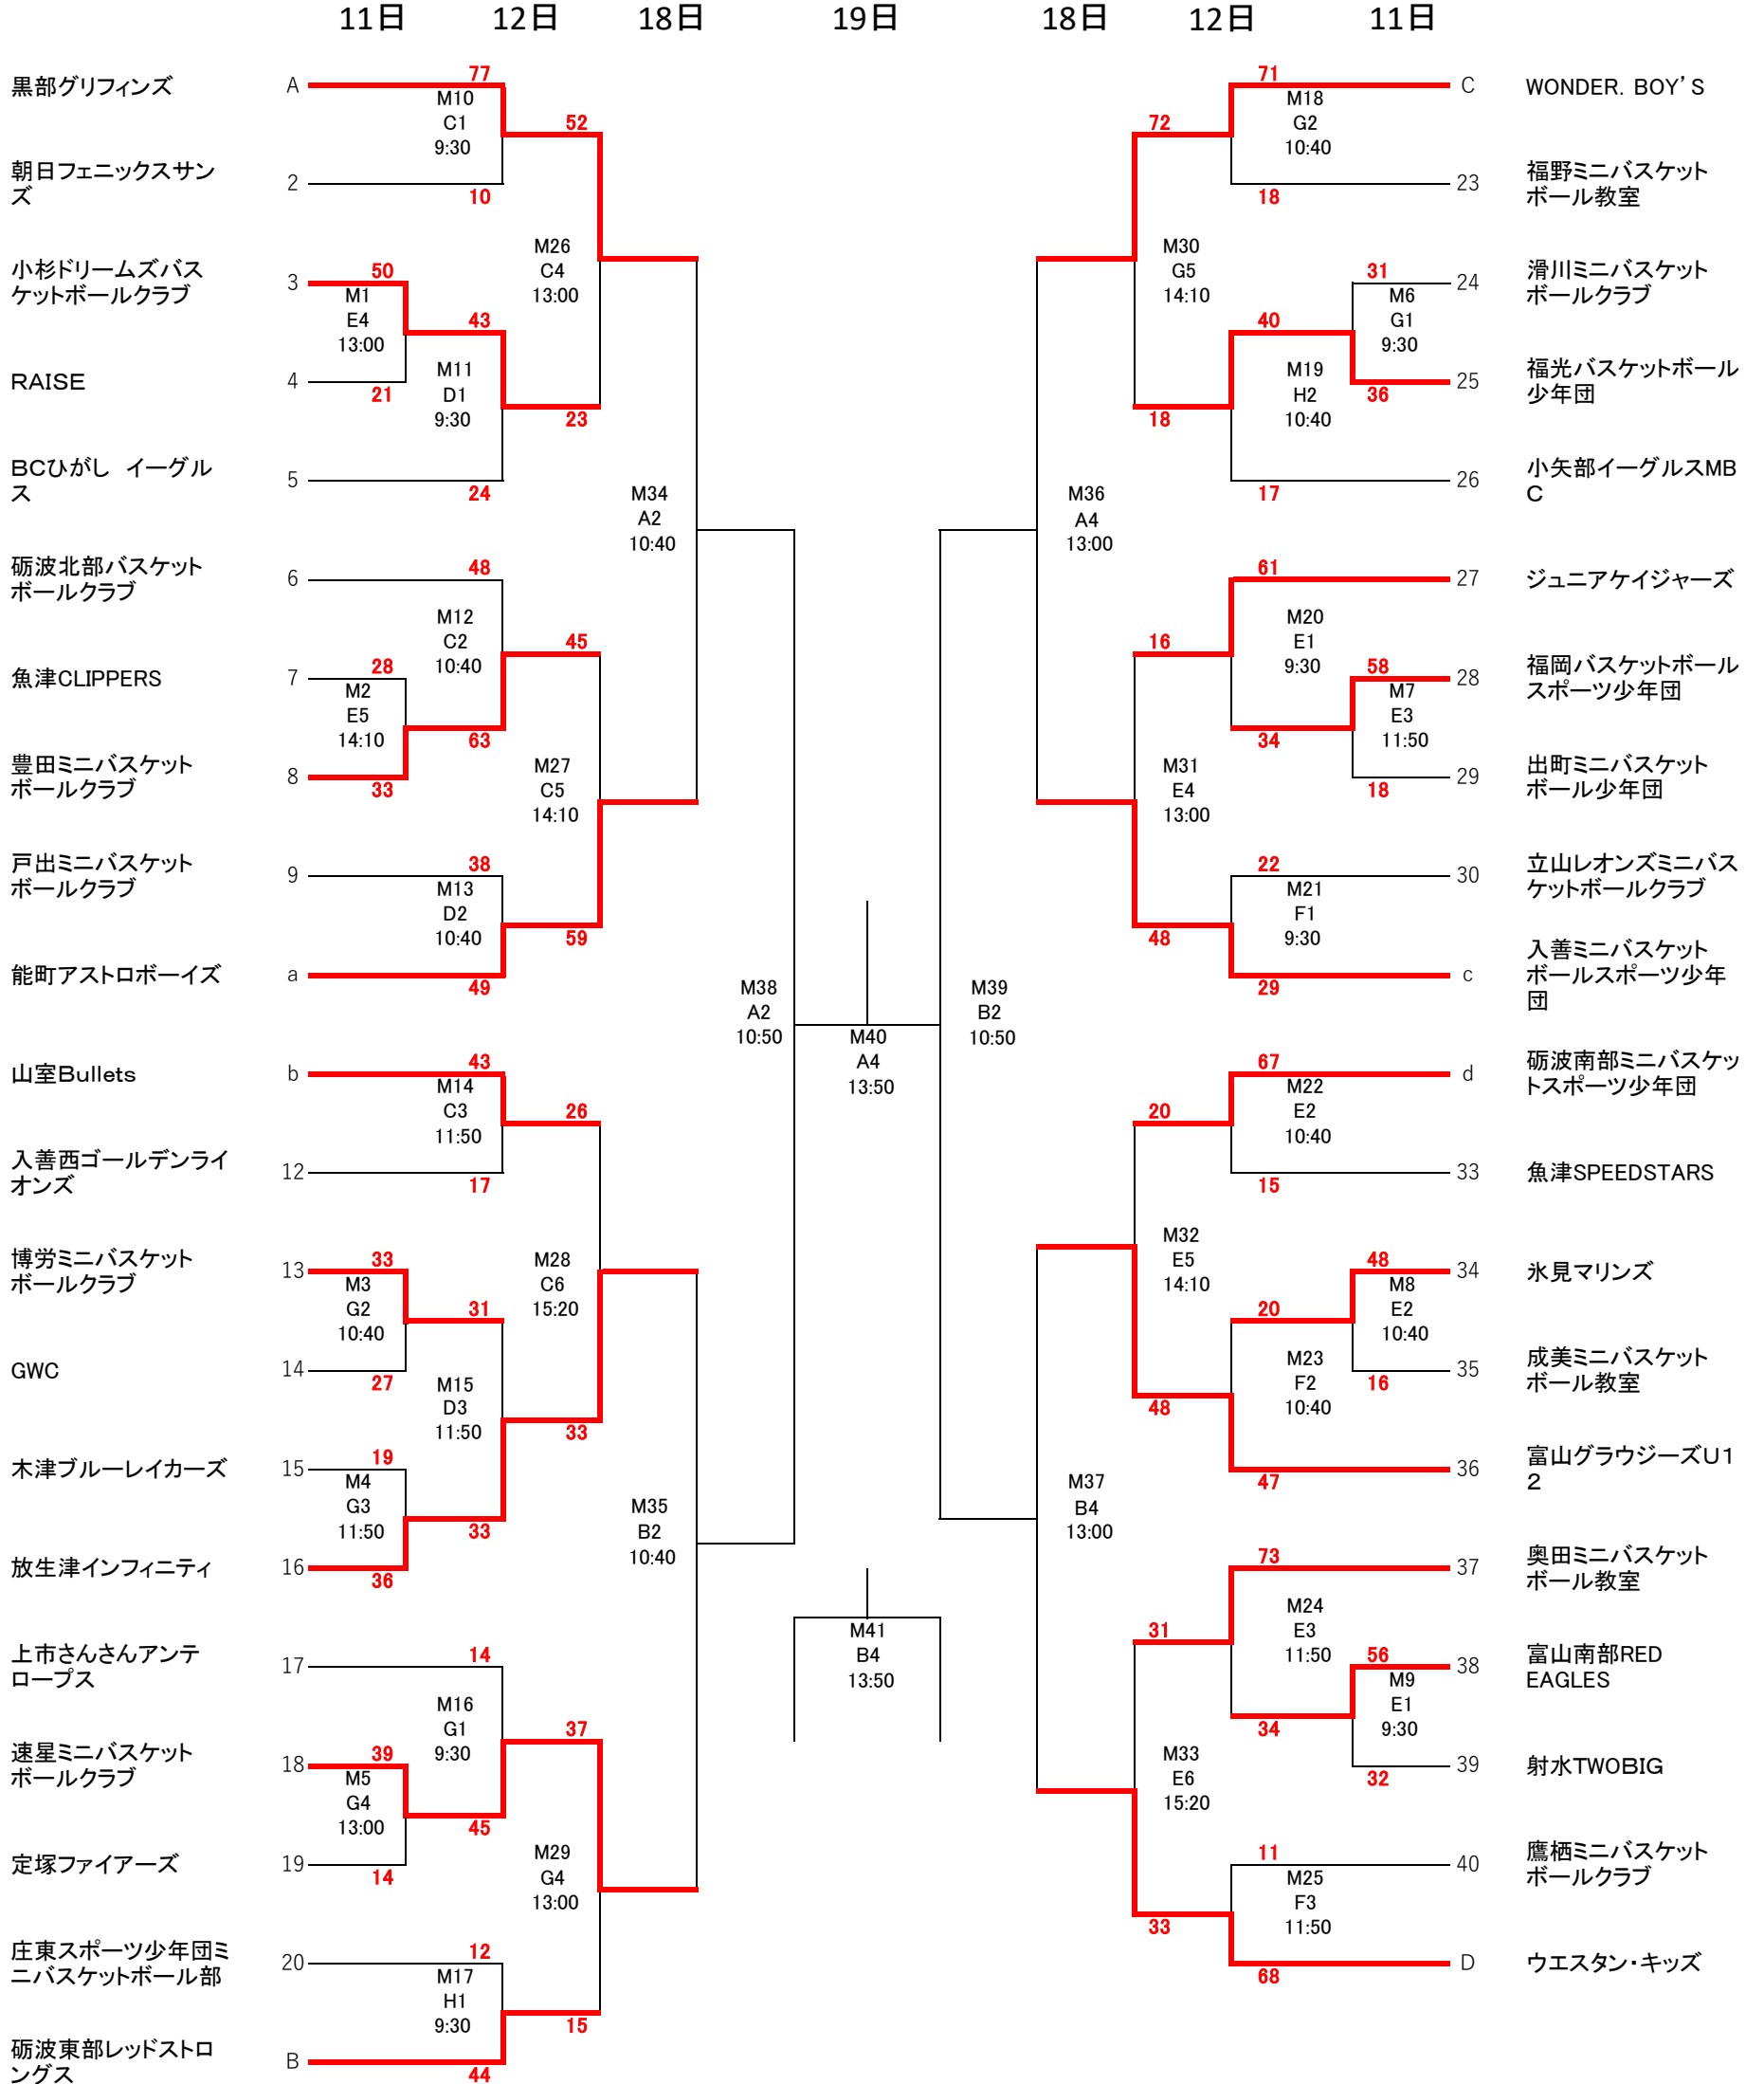 11日 12日 18日 19日 18日 12日 11日
黒部グリフィンズ A 77
M10
C1
9:30
52
朝日フェニックスサン
ズ
2 10
小杉ドリームズバス
ケットボールクラブ
3 50
M1
E4
13:00
43
M26
C4
13:00
RAISE 4 21
M11
D1
9:30
23
BCひがし イーグル
ス
5 24
M34
A2
10:40
砺波北部バスケット
ボールクラブ
6 48
M12
C2
10:40
45
魚津CLIPPERS 7 28
M2
E5
14:10
63
豊田ミニバスケット
ボールクラブ
8 33
M27
C5
14:10
戸出ミニバスケット
ボールクラブ
9 38
M13
D2
10:40
59
能町アストロボーイズ a 49
M38
A2
10:50
山室Bullets b 43
M14
C3
11:50
26
入善西ゴールデンライ
オンズ
12 17
博労ミニバスケット
ボールクラブ
13 33
M3
G2
10:40
31
M28
C6
15:20
GWC 14 27
M15
D3
11:50
33
木津ブルーレイカーズ 15 19
M4
G3
11:50
33
放生津インフィニティ 16 36
M35
B2
10:40
上市さんさんアンテ
ロープス
17 14
M16
G1
9:30
37
速星ミニバスケット
ボールクラブ
18 39
M5
G4
13:00
45
定塚ファイアーズ 19 14
M29
G4
13:00
庄東スポーツ少年団ミ
ニバスケットボール部
20 12
M17
H1
9:30
15
砺波東部レッドストロ
ングス
B 44
M40
A4
13:50
M41
B4
13:50
71 C WONDER. BOY'S
M18
G2
10:40
72
18 23 福野ミニバスケット
ボール教室
M30
G5
14:10
31 24 滑川ミニバスケット
ボールクラブ
M6
G1
9:30
40
36 25 福光バスケットボール
少年団
M19
H2
10:40
18
17 26 小矢部イーグルスMB
C
M36
A4
13:00
61 27 ジュニアケイジャーズ
M20
E1
9:30
16
58 28 福岡バスケットボール
スポーツ少年団
M7
E3
11:50
34
18 29 出町ミニバスケット
ボール少年団
M31
E4
13:00
22 30 立山レオンズミニバス
ケットボールクラブ
M21
F1
9:30
48
29 c 入善ミニバスケット
ボールスポーツ少年
団
M39
B2
10:50
67 d 砺波南部ミニバスケッ
トスポーツ少年団
M22
E2
10:40
20
15 33 魚津SPEEDSTARS
M32
E5
14:10
48 34 氷見マリンズ
M8
E2
10:40
20
16 35 成美ミニバスケット
ボール教室
M23
F2
10:40
48
47 36 富山グラウジーズU1
2
M37
B4
13:00
73 37 奥田ミニバスケット
ボール教室
M24
E3
11:50
31
56 38 富山南部RED
EAGLES
M9
E1
9:30
34
32 39 射水TWOBIG
M33
E6
15:20
11 40 鷹栖ミニバスケット
ボールクラブ
M25
F3
11:50
33
68 D ウエスタン・キッズ